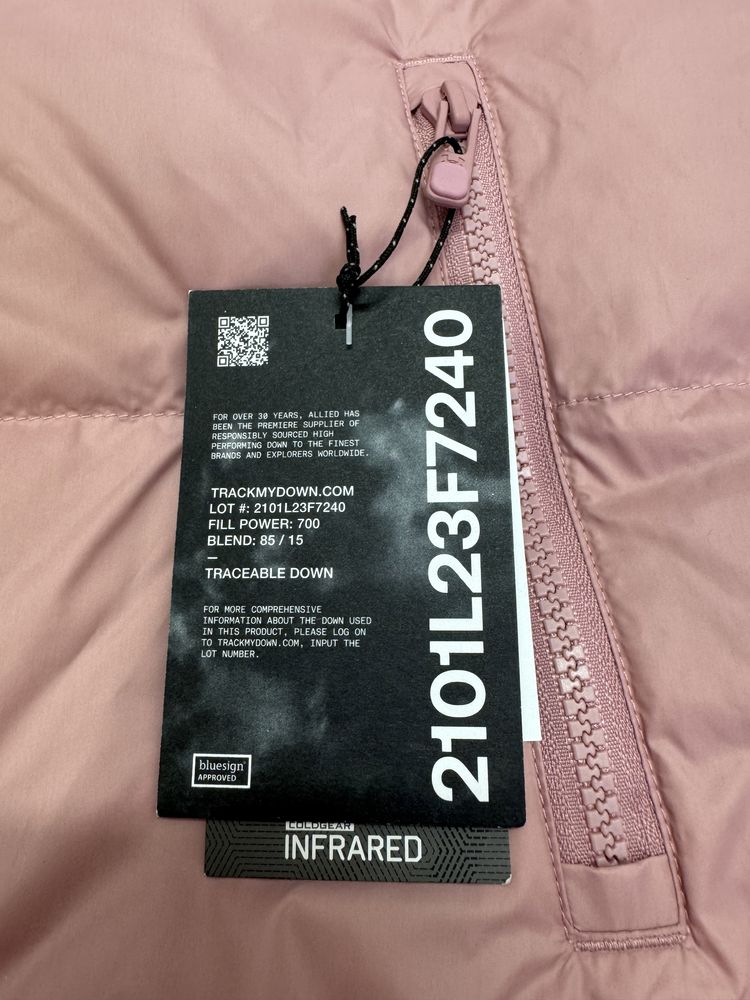 FOR OVER 30 YEARS, ALLIED HAS
BEEN THE PREMIERE SUPPLIER OF
RESPONSIBLY SOURCED HIGH
PERFORMING DOWN TO THE FINEST
BRANDS AND EXPLORERS WORLDWIDE.
TRACKMYDOWN.COM
LOT #: 2101L23F7240
FILL POWER: 700
BLEND: 85 / 15
—
TRACEABLE DOWN
FOR MORE COMPREHENSIVE
INFORMATION ABOUT THE DOWN USED
IN THIS PRODUCT, PLEASE LOG ON
TO TRACKMYDOWN.COM, INPUT THE
LOT NUMBER.
bluesign®
APPROVED
2101L23F7240
COLDGEAR
INFRARED